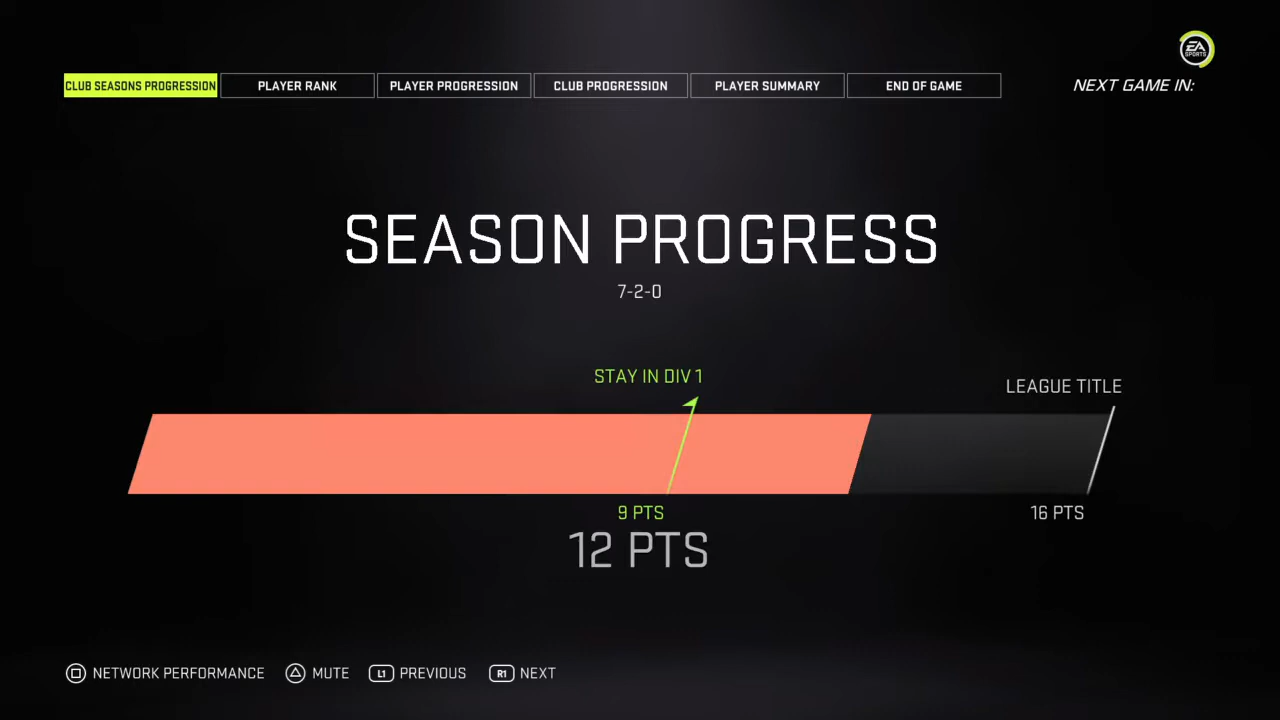 EA
SPORTS
CLUB SEASONS PROGRESSION
PLAYER RANK
PLAYER PROGRESSION
CLUB PROGRESSION
PLAYER SUMMARY
END OF GAME
NEXT GAME IN:
SEASON PROGRESS
7-2-0
STAY IN DIV 1
LEAGUE TITLE
9 PTS
16 PTS
12 PTS
NETWORK PERFORMANCE
MUTE
L1 PREVIOUS
R1 NEXT